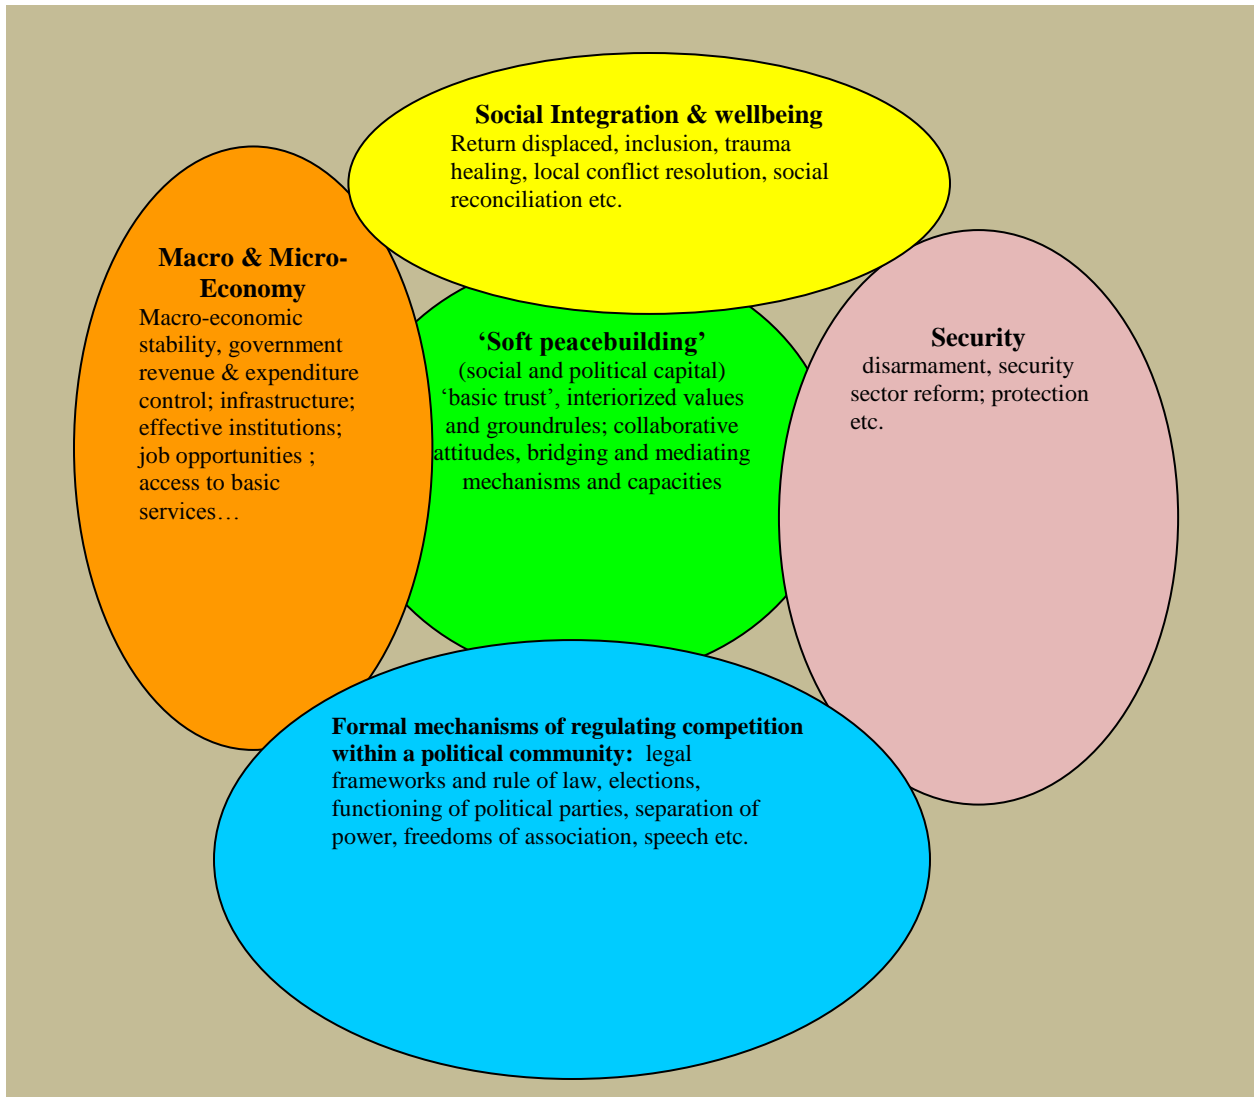 Social Integration & wellbeing
Return displaced, inclusion, trauma
healing, local conflict resolution, social
reconciliation etc.
Macro & Micro-
Economy
Macro-economic
stability, government
revenue & expenditure
control; infrastructure;
effective institutions;
job opportunities ;
access to basic
services…
‘Soft peacebuilding’
(social and political capital)
‘basic trust’, interiorized values
and groundrules; collaborative
attitudes, bridging and mediating
mechanisms and capacities
Security
disarmament, security
sector reform; protection
etc.
Formal mechanisms of regulating competition
within a political community:  legal
frameworks and rule of law, elections,
functioning of political parties, separation of
power, freedoms of association, speech etc.